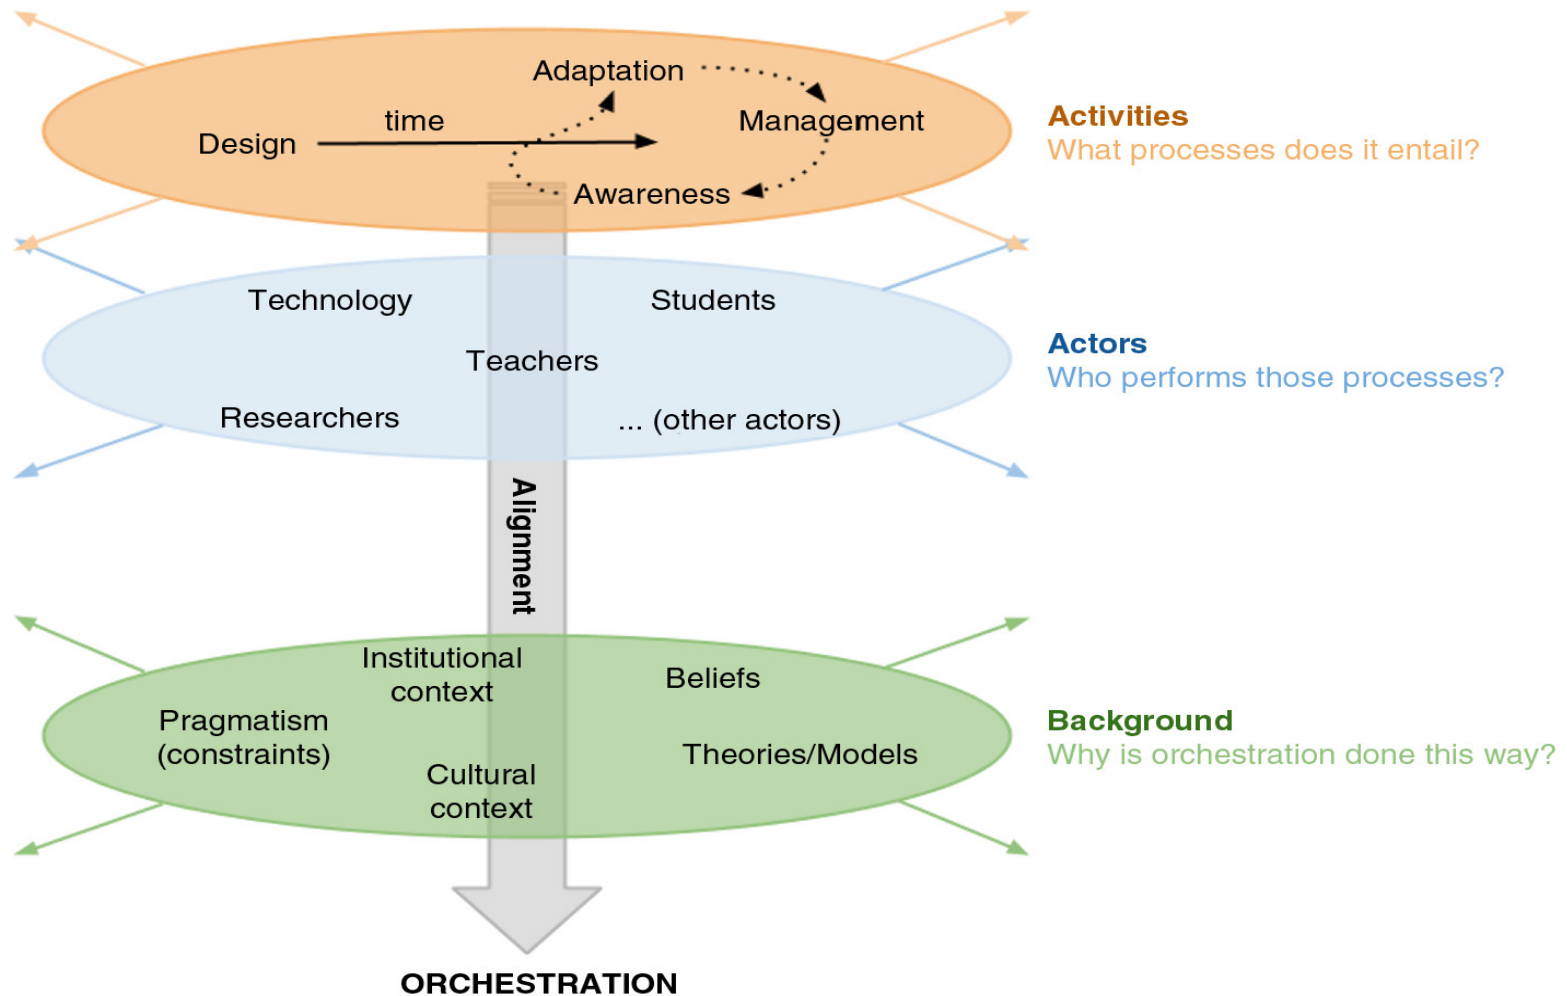 Adaptation
time
Management
Design
Awareness
Activities
What processes does it entail?
Technology
Students
Teachers
Researchers
... (other actors)
Actors
Who performs those processes?
Alignment
Institutional
context
Beliefs
Pragmatism
(constraints)
Theories/Models
Cultural
context
Background
Why is orchestration done this way?
ORCHESTRATION